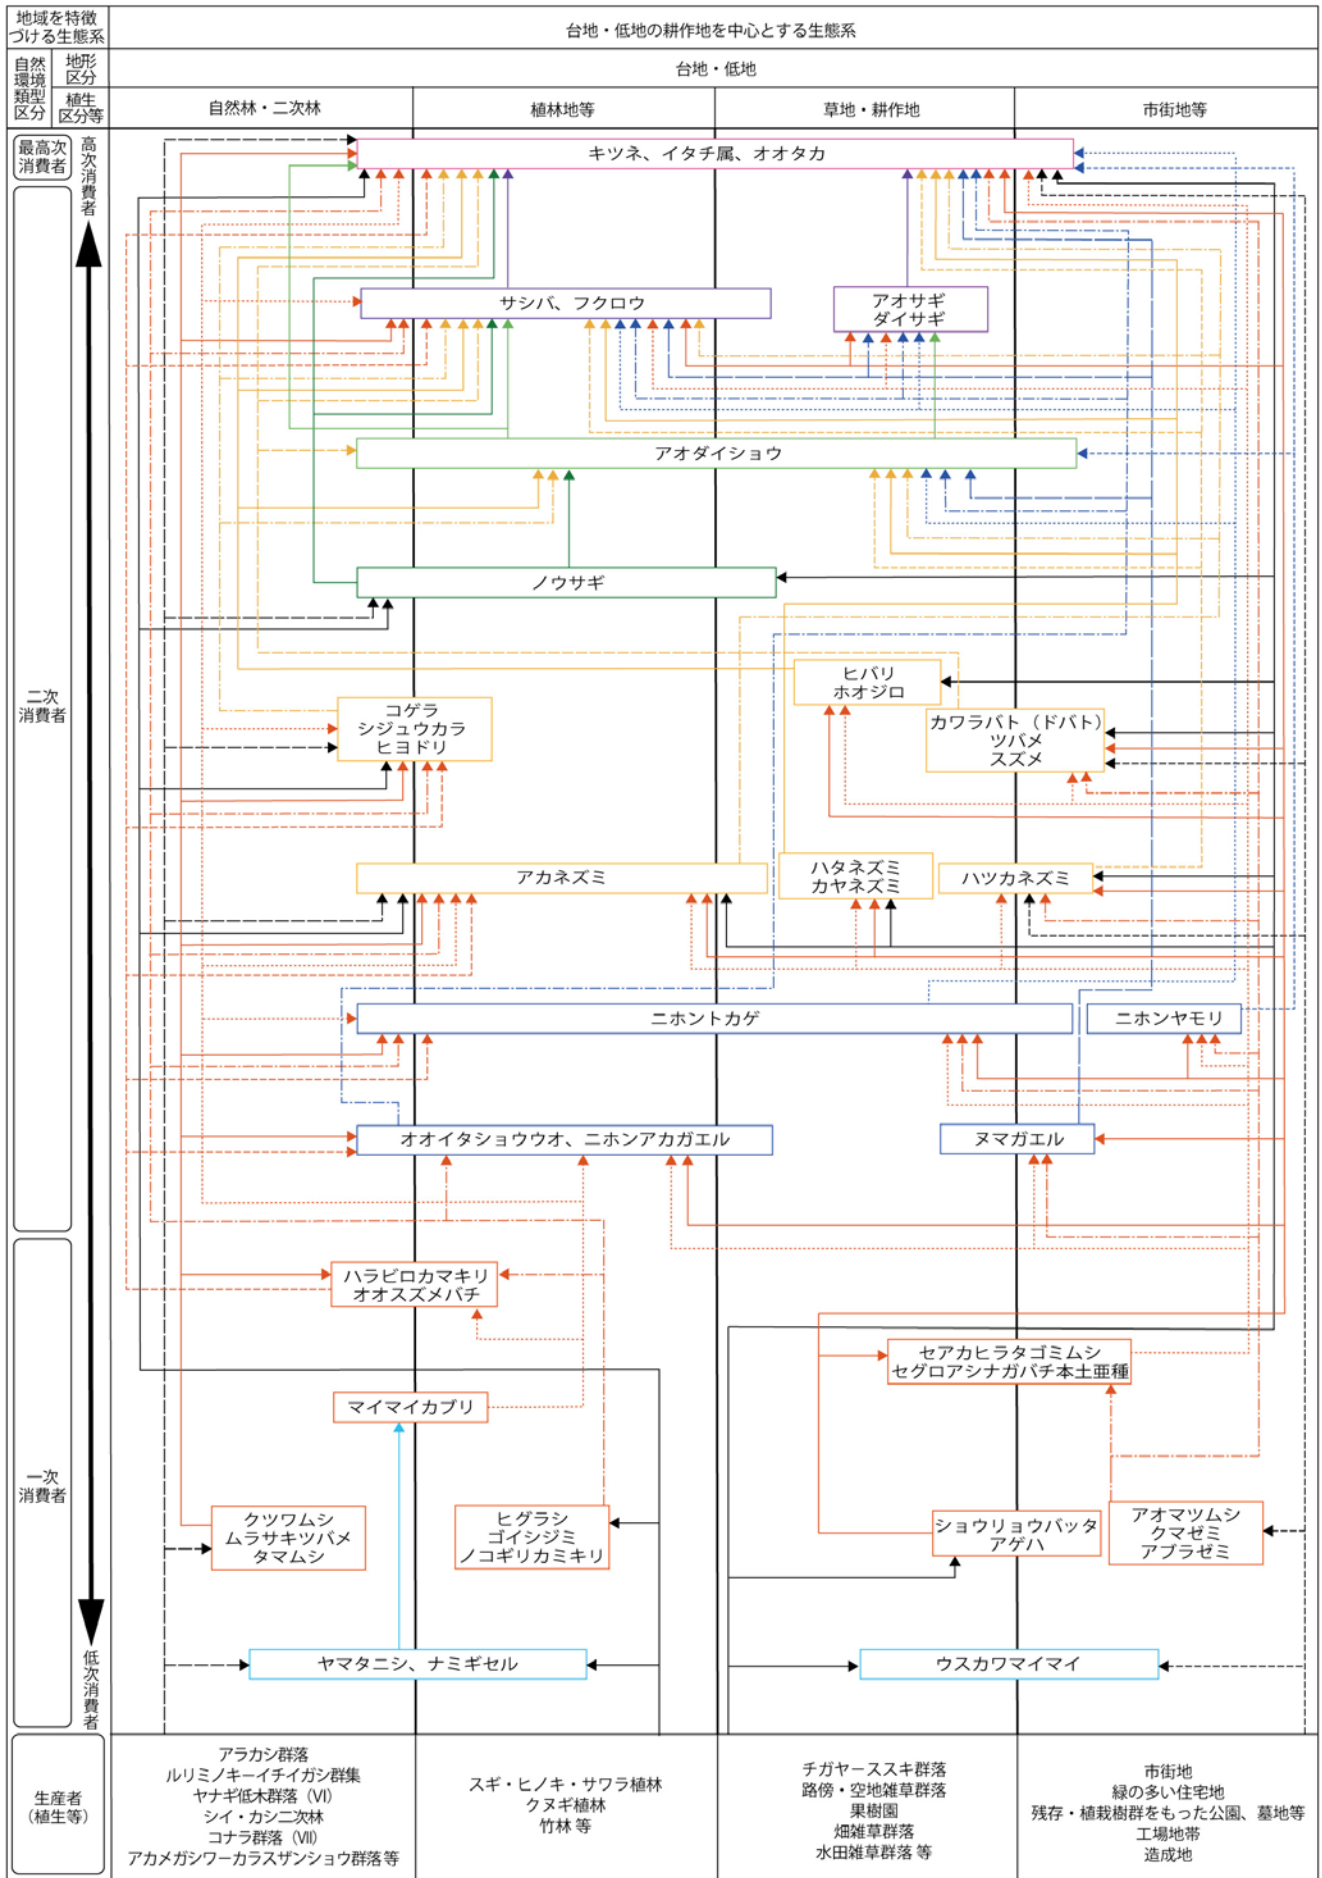 地域を特徴
づける生態系
台地・低地の耕作地を中心とする生態系
自然
環境
類型
区分
地形
区分
台地・低地
植生
区分等
自然林・二次林
植林地等
草地・耕作地
市街地等
最高次
消費者
高次消費者
キツネ、イタチ属、オオタカ
サシバ、フクロウ
アオサギ
ダイサギ
アオダイショウ
ノウサギ
二次
消費者
ヒバリ
ホオジロ
コゲラ
シジュウカラ
ヒヨドリ
カワラバト（ドバト）
ツバメ
スズメ
アカネズミ
ハタネズミ
カヤネズミ
ハツカネズミ
ニホントカゲ
ニホンヤモリ
オオイタショウウオ、ニホンアカガエル
ヌマガエル
ハラビロカマキリ
オオスズメバチ
セアカヒラタゴミムシ
セグロアシナガバチ本土亜種
マイマイカブリ
一次
消費者
クツワムシ
ムラサキツバメ
タマムシ
ヒグラシ
ゴイシジミ
ノコギリカミキリ
ショウリョウバッタ
アゲハ
アオマツムシ
クマゼミ
アブラゼミ
ヤマタニシ、ナミギセル
ウスカワマイマイ
低次消費者
生産者
（植生等）
アラカシ群落
ルリミノキーイチイガシ群集
ヤナギ低木群落（VI）
シイ・カシ二次林
コナラ群落（VII）
アカメガシワーカラスザンショウ群落等
スギ・ヒノキ・サワラ植林
クヌギ植林
竹林 等
チガヤーススキ群落
路傍・空地雑草群落
果樹園
畑雑草群落
水田雑草群落 等
市街地
緑の多い住宅地
残存・植栽樹群をもった公園、墓地等
工場地帯
造成地